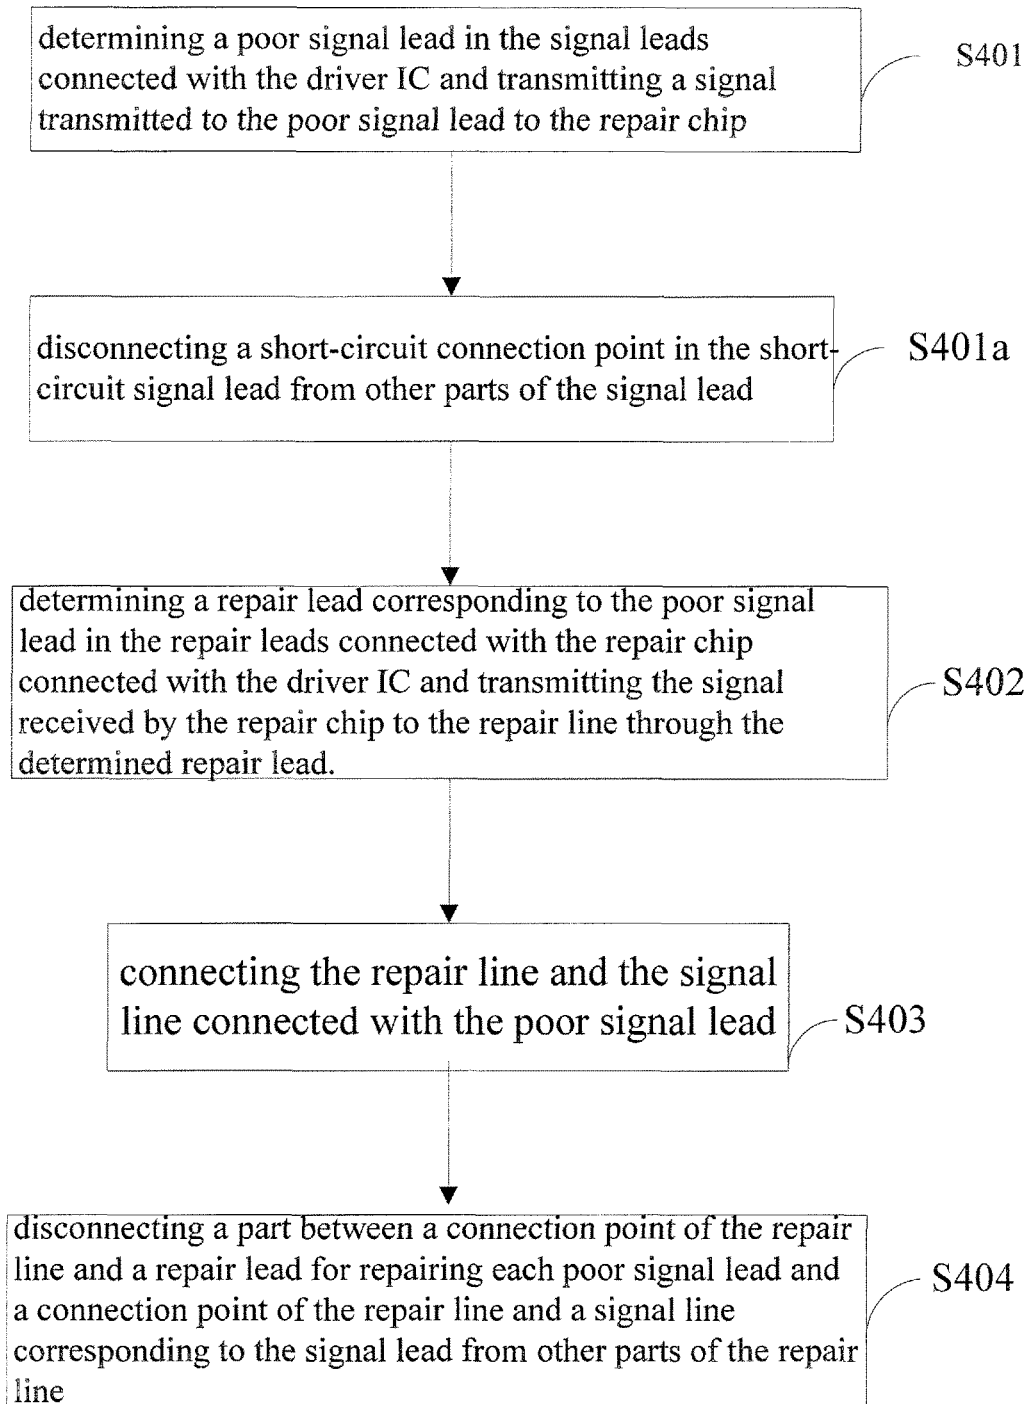 determining a poor signal lead in the signal leads
connected with the driver IC and transmitting a signal
transmitted to the poor signal lead to the repair chip
S401
disconnecting a short-circuit connection point in the short-
circuit signal lead from other parts of the signal lead
S401a
determining a repair lead corresponding to the poor signal
lead in the repair leads connected with the repair chip
connected with the driver IC and transmitting the signal
received by the repair chip to the repair line through the
determined repair lead.
S402
connecting the repair line and the signal
line connected with the poor signal lead
S403
disconnecting a part between a connection point of the repair
line and a repair lead for repairing each poor signal lead and
a connection point of the repair line and a signal line
corresponding to the signal lead from other parts of the repair
line
S404